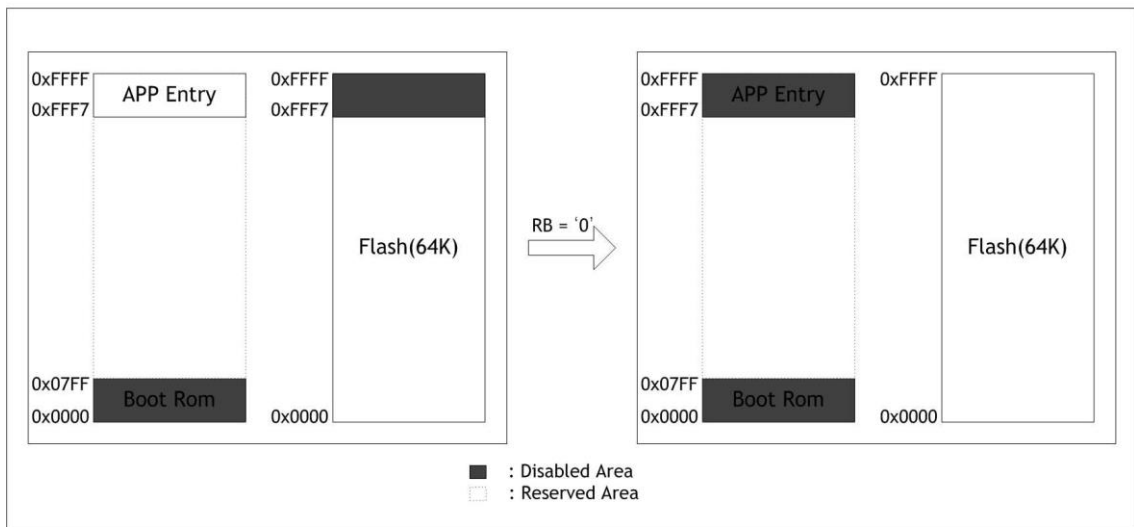 0xFFFF
APP Entry
0xFFF7
0x07FF
Boot Rom
0x0000
0xFFFF
0xFFF7
Flash(64K)
0x0000
RB = ‘0’
0xFFFF
APP Entry
0xFFF7
0x07FF
Boot Rom
0x0000
0xFFFF
Flash(64K)
0x0000
: Disabled Area
: Reserved Area